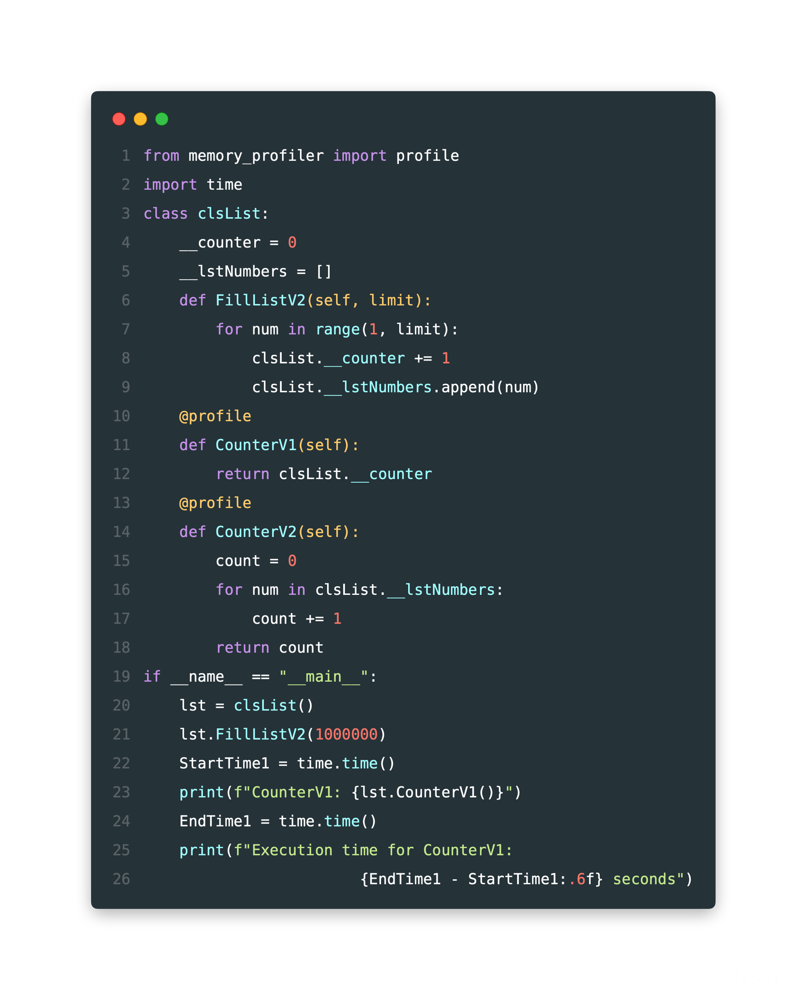 1 from memory_profiler import profile
2 import time
3 class clsList:
4     __counter = 0
5     __lstNumbers = []
6     def FillListV2(self, limit):
7         for num in range(1, limit):
8             clsList.__counter += 1
9             clsList.__lstNumbers.append(num)
10     @profile
11     def CounterV1(self):
12         return clsList.__counter
13     @profile
14     def CounterV2(self):
15         count = 0
16         for num in clsList.__lstNumbers:
17             count += 1
18         return count
19 if __name__ == "__main__":
20     lst = clsList()
21     lst.FillListV2(1000000)
22     StartTime1 = time.time()
23     print(f"CounterV1: {lst.CounterV1()}")
24     EndTime1 = time.time()
25     print(f"Execution time for CounterV1:
26                         {EndTime1 - StartTime1:.6f} seconds")